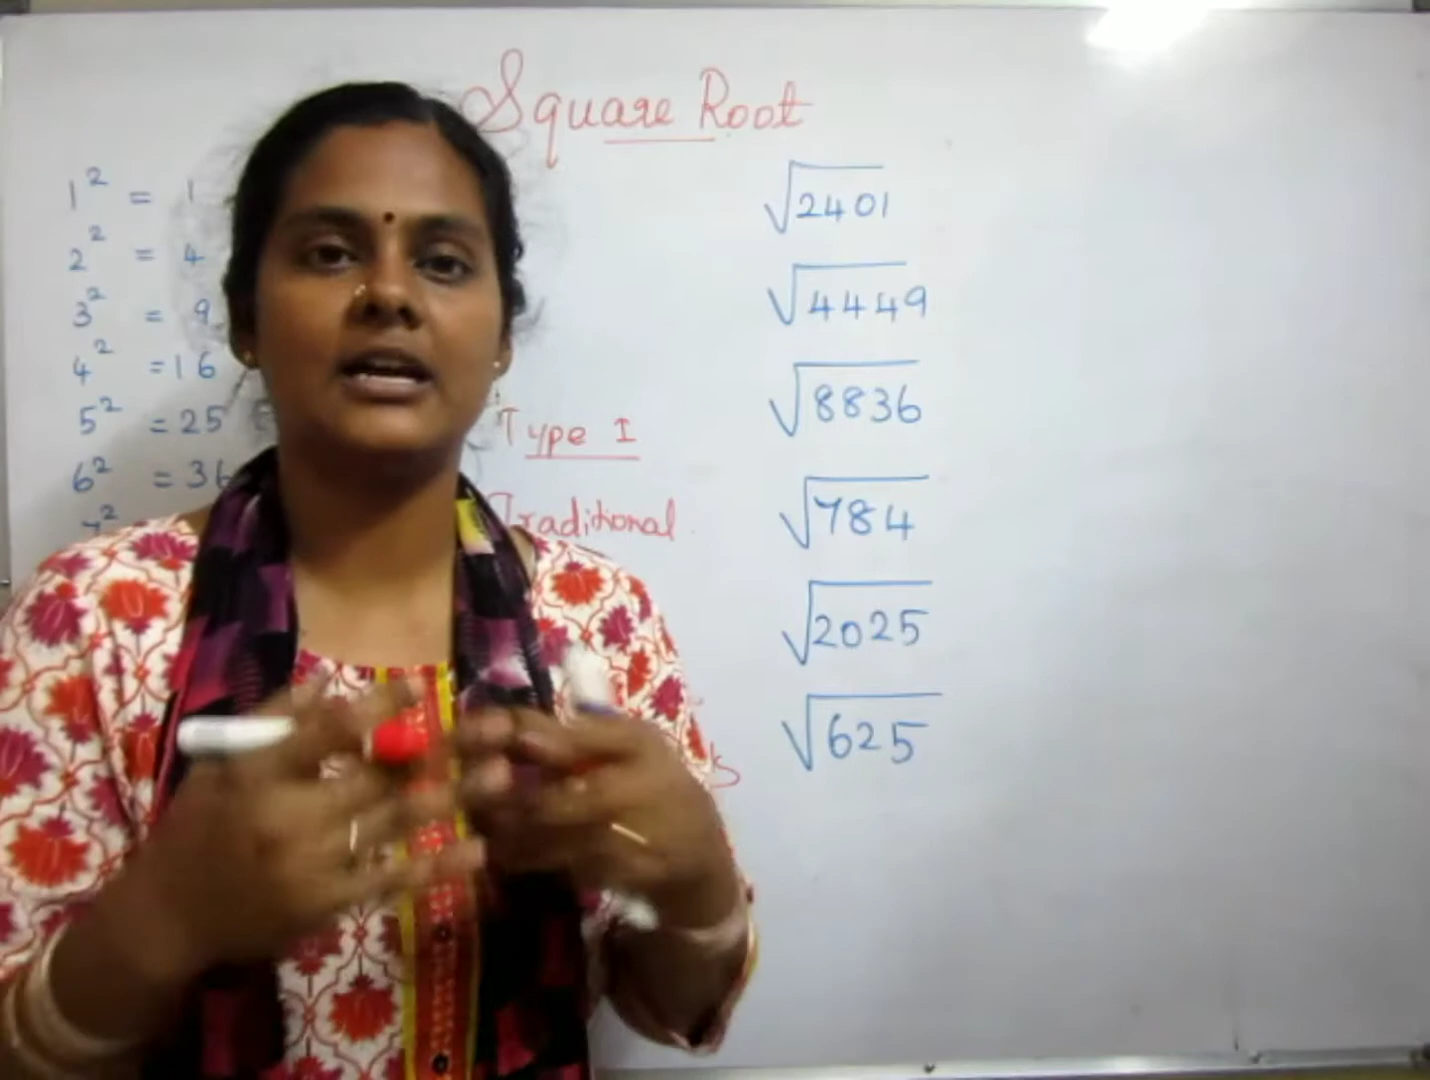 Square Root
1² = 1
2² = 4
3² = 9
4² = 16
5² = 25
6² = 36
7²
Type I
Traditional
√2401
√4449
√8836
√784
√2025
√625